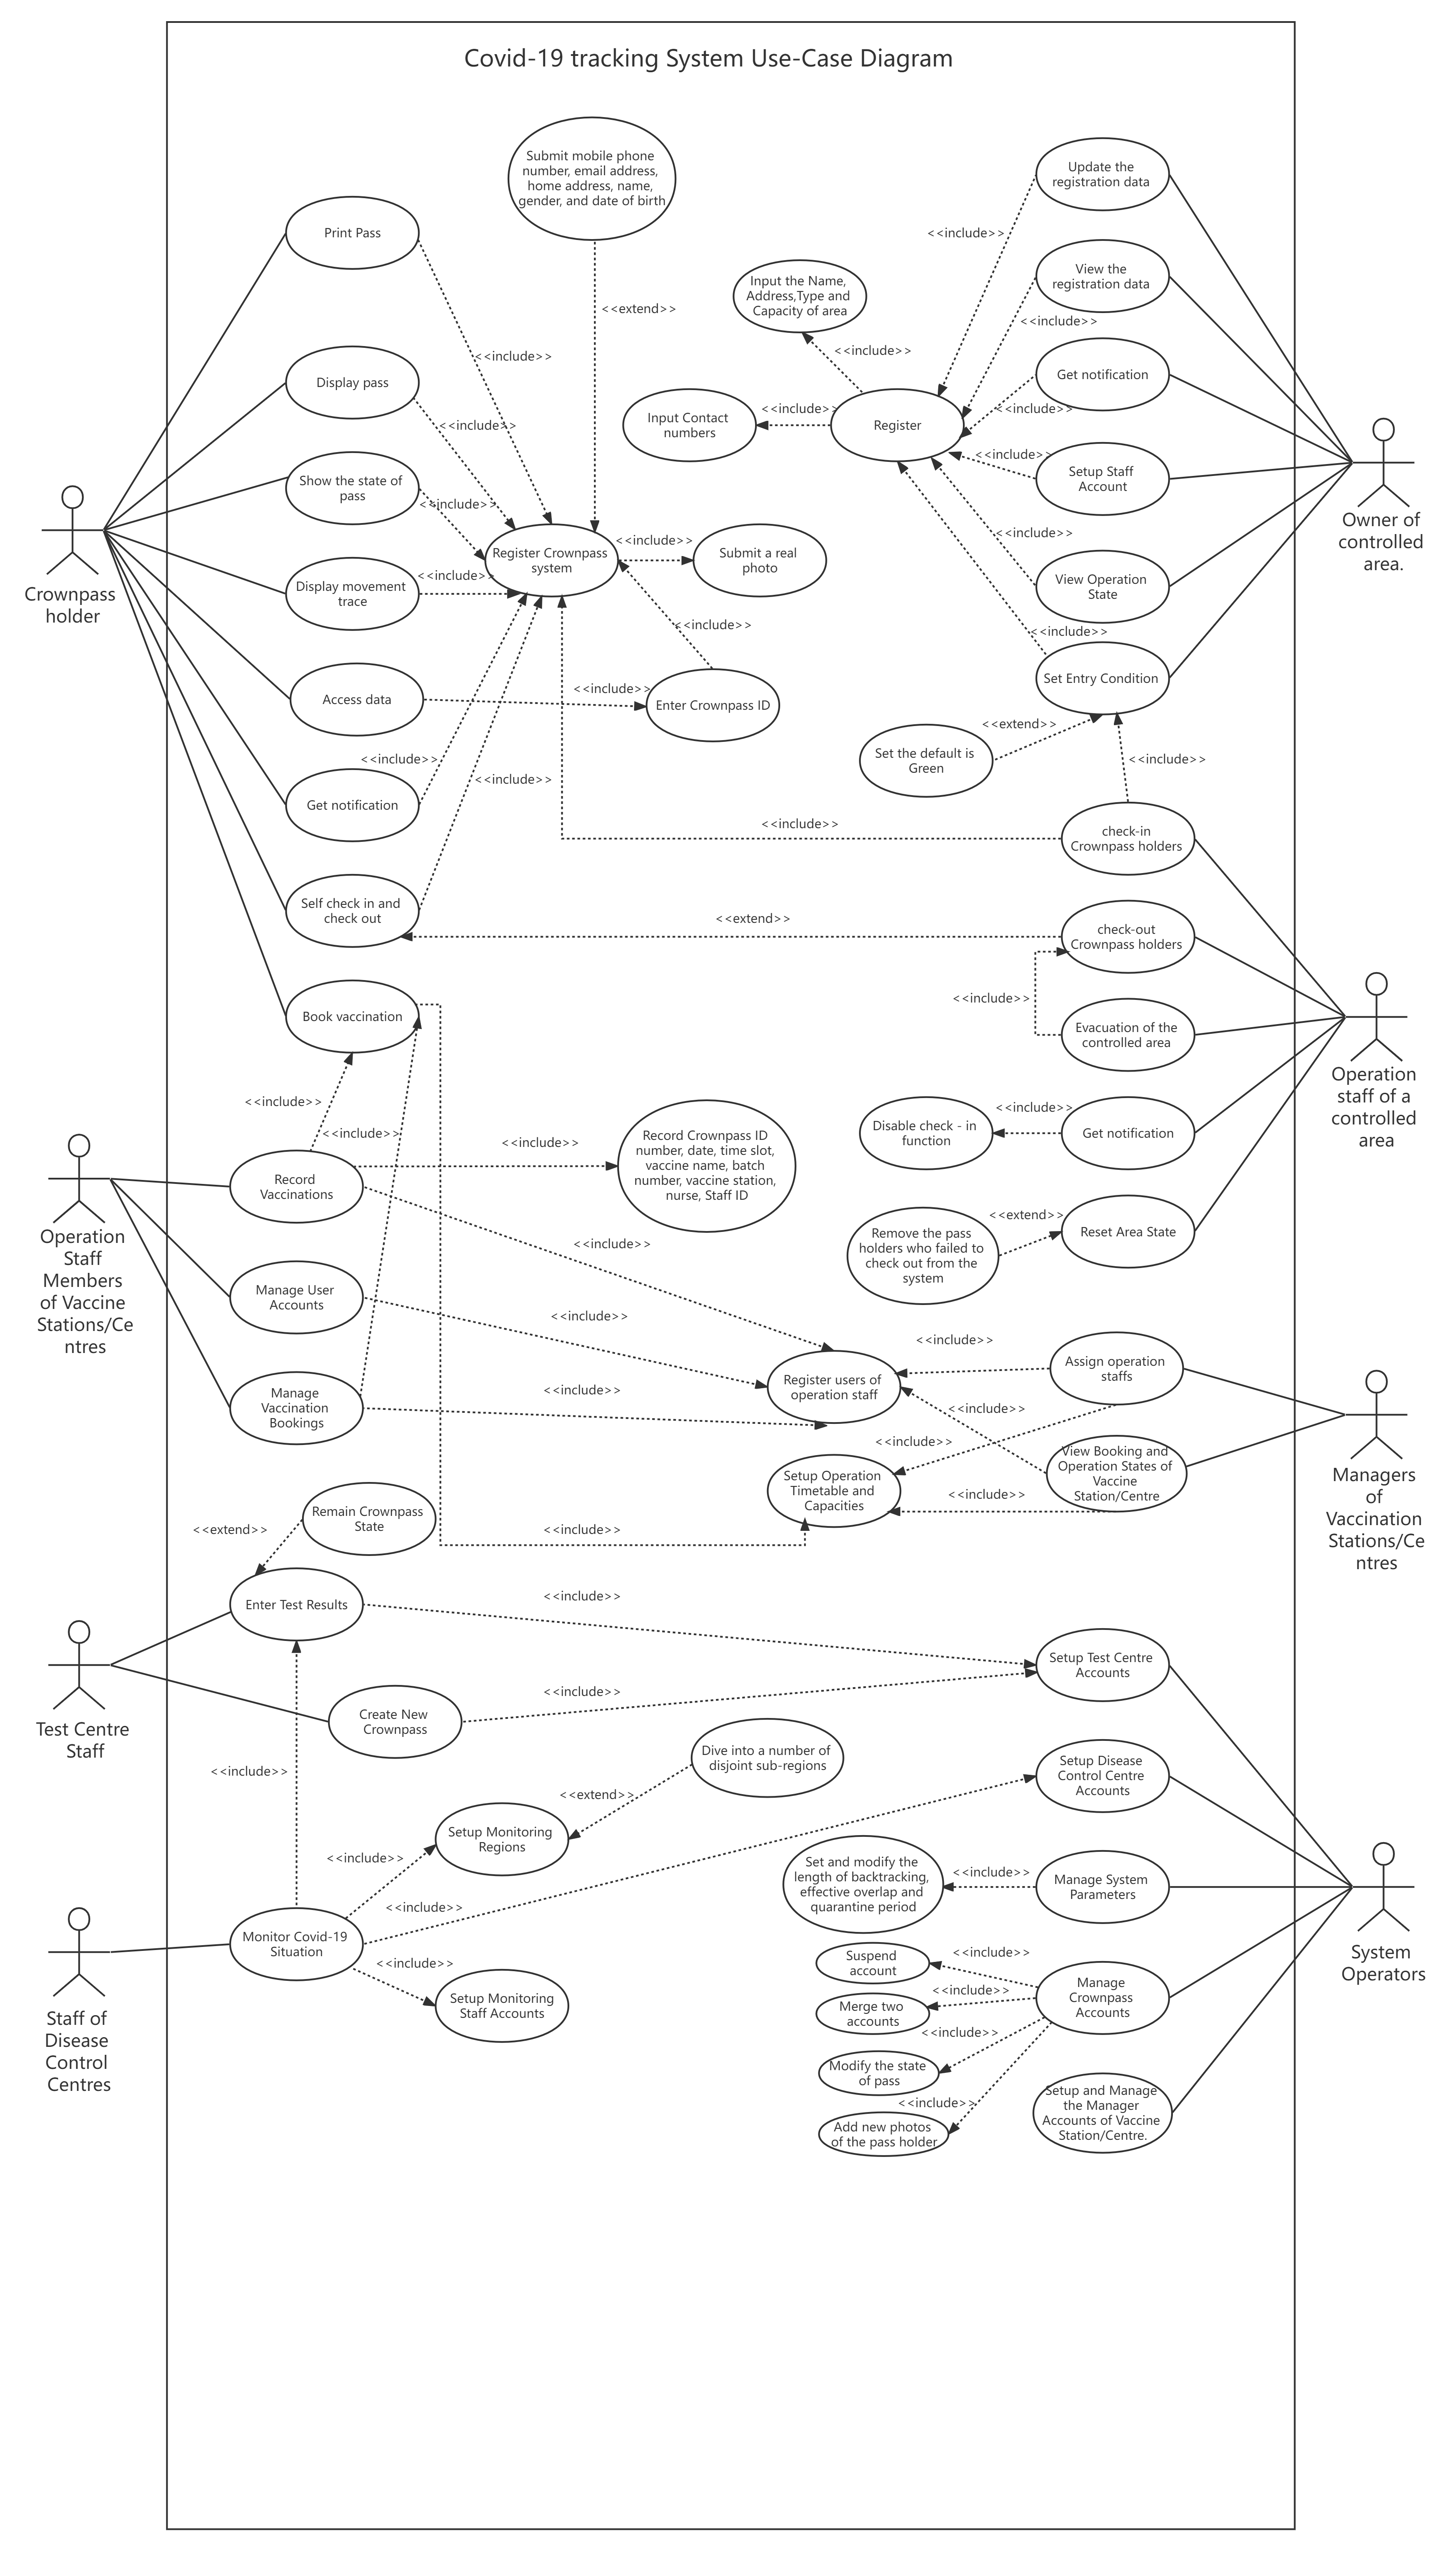 Covid-19 tracking System Use-Case Diagram
Submit mobile phone
number, email address,
home address, name,
gender, and date of birth
Update the
registration data
Print Pass
<<include>>
View the
registration data
Input the Name,
Address,Type and
Capacity of area
<<extend>>
<<include>>
<<include>>
<<include>>
Display pass
Get notification
<<include>>
Input Contact
numbers
<<include>>
Register
<<include>>
<<include>>
Setup Staff
Account
Show the state of
pass
<<include>>
Owner of
controlled
area.
<<include>>
<<include>>
Register Crownpass
system
Submit a real
photo
Crownpass
holder
Display movement
trace
<<include>>
View Operation
State
<<include>>
<<include>>
Access data
<<include>>
Enter Crownpass ID
Set Entry Condition
<<extend>>
Set the default is
Green
<<include>>
<<include>>
<<include>>
Get notification
<<include>>
check-in
Crownpass holders
Self check in and
check out
<<extend>>
check-out
Crownpass holders
<<include>>
Book vaccination
Evacuation of the
controlled area
Operation
staff of a
controlled
area
<<include>>
<<include>>
<<include>>
<<include>>
Disable check - in
function
Get notification
Record Crownpass ID
number, date, time slot,
vaccine name, batch
number, vaccine station,
nurse, Staff ID
Record
Vaccinations
Operation
Staff
Members
of Vaccine
Stations/Ce
ntres
<<extend>>
Reset Area State
Remove the pass
holders who failed to
check out from the
system
<<include>>
Manage User
Accounts
<<include>>
<<include>>
Assign operation
staffs
Register users of
operation staff
<<include>>
Manage
Vaccination
Bookings
<<include>>
<<include>>
View Booking and
Operation States of
Vaccine
Station/Centre
Setup Operation
Timetable and
Capacities
<<include>>
Managers
of
Vaccination
Stations/Ce
ntres
Remain Crownpass
State
<<extend>>
<<include>>
Enter Test Results
<<include>>
Setup Test Centre
Accounts
Test Centre
Staff
Create New
Crownpass
<<include>>
Dive into a number of
disjoint sub-regions
Setup Disease
Control Centre
Accounts
<<include>>
<<extend>>
Setup Monitoring
Regions
<<include>>
Set and modify the
length of backtracking,
effective overlap and
quarantine period
<<include>>
Manage System
Parameters
<<include>>
Monitor Covid-19
Situation
<<include>>
System
Operators
Suspend
account
<<include>>
<<include>>
Manage
Crownpass
Accounts
Setup Monitoring
Staff Accounts
Merge two
accounts
<<include>>
Staff of
Disease
Control
Centres
Modify the state
of pass
<<include>>
Setup and Manage
the Manager
Accounts of Vaccine
Station/Centre.
Add new photos
of the pass holder